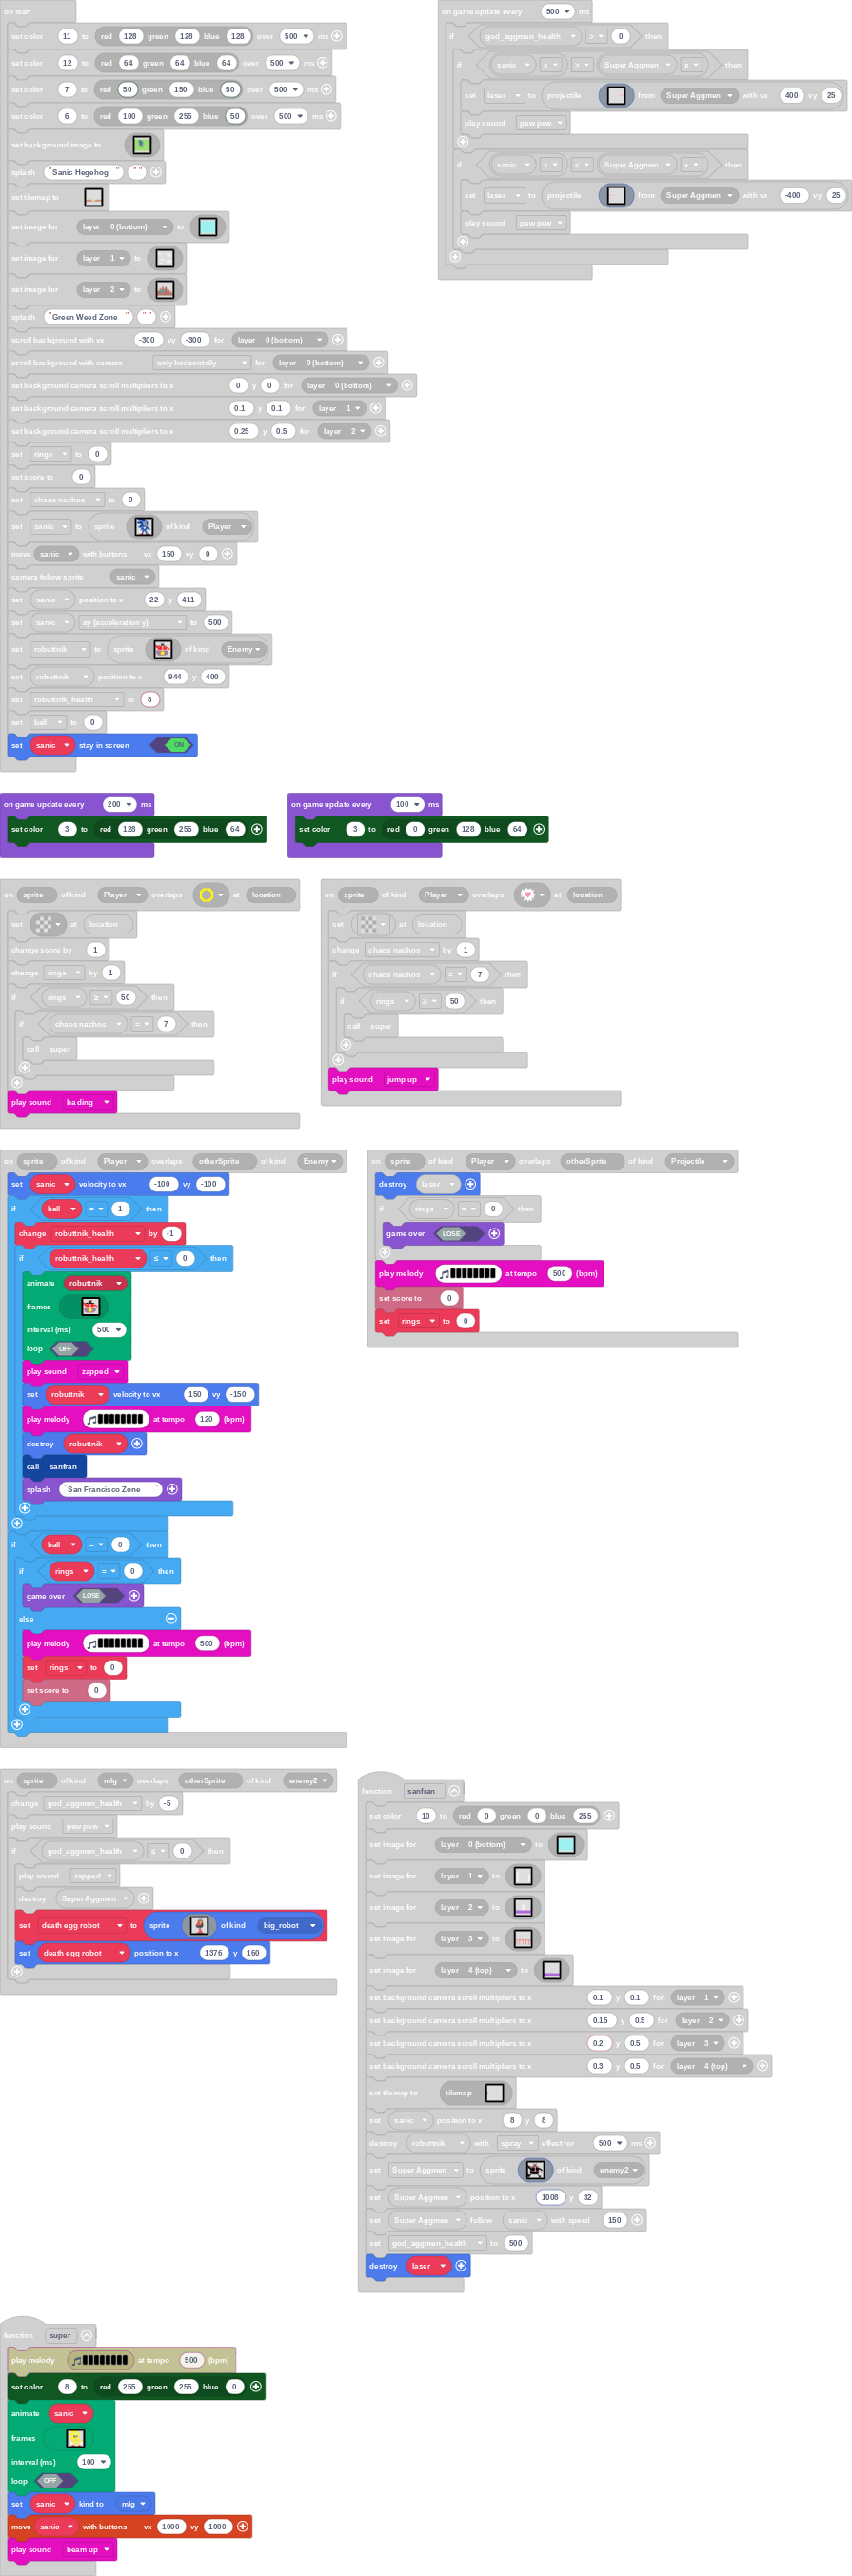 on start
set color 11 to red 128 green 128 blue 128 over 500 ms
set color 12 to red 64 green 64 blue 64 over 500 ms
set color 7 to red 50 green 150 blue 50 over 500 ms
set color 6 to red 100 green 255 blue 50 over 500 ms
set background image to
splash "Sanic Hegehog " " "
set tilemap to
set image for layer 0 (bottom) to
set image for layer 1 to
set image for layer 2 to
splash "Green Weed Zone " " "
scroll background with vx -300 vy -300 for layer 0 (bottom)
scroll background with camera only horizontally for layer 0 (bottom)
set background camera scroll multipliers to x 0 y 0 for layer 0 (bottom)
set background camera scroll multipliers to x 0.1 y 0.1 for layer 1
set background camera scroll multipliers to x 0.25 y 0.5 for layer 2
set rings to 0
set score to 0
set chaos nachos to 0
set sanic to sprite of kind Player
move sanic with buttons vx 150 vy 0
camera follow sprite sanic
set sanic position to x 22 y 411
set sanic ay (acceleration y) to 500
set robuttnik to sprite of kind Enemy
set robuttnik position to x 944 y 400
set robuttnik_health to 8
set ball to 0
set sanic stay in screen ON
on game update every 500 ms
if god_aggmen_health > 0 then
if sanic x > Super Aggmen x then
set laser to projectile from Super Aggmen with vx 400 vy 25
play sound pew pew
if sanic x < Super Aggmen x then
set laser to projectile from Super Aggmen with vx -400 vy 25
play sound pew pew
on game update every 200 ms
set color 3 to red 128 green 255 blue 64
on game update every 100 ms
set color 3 to red 0 green 128 blue 64
on sprite of kind Player overlaps at location
set at location
change score by 1
change rings by 1
if rings ≥ 50 then
if chaos nachos = 7 then
call super
play sound ba ding
on sprite of kind Player overlaps at location
set at location
change chaos nachos by 1
if chaos nachos = 7 then
if rings ≥ 50 then
call super
play sound jump up
on sprite of kind Player overlaps otherSprite of kind Enemy
set sanic velocity to vx -100 vy -100
if ball = 1 then
change robuttnik_health by -1
if robuttnik_health ≤ 0 then
animate robuttnik
frames
interval (ms) 500
loop OFF
play sound zapped
set robuttnik velocity to vx 150 vy -150
play melody at tempo 120 (bpm)
destroy robuttnik
call sanfran
splash "San Francisco Zone "
if ball = 0 then
if rings = 0 then
game over LOSE
else
play melody at tempo 500 (bpm)
set rings to 0
set score to 0
on sprite of kind Player overlaps otherSprite of kind Projectile
destroy laser
if rings = 0 then
game over LOSE
play melody at tempo 500 (bpm)
set score to 0
set rings to 0
on sprite of kind mlg overlaps otherSprite of kind enemy2
change god_aggmen_health by -5
play sound pew pew
if god_aggmen_health ≤ 0 then
play sound zapped
destroy Super Aggmen
set death egg robot to sprite of kind big_robot
set death egg robot position to x 1376 y 160
function sanfran
set color 10 to red 0 green 0 blue 255
set image for layer 0 (bottom) to
set image for layer 1 to
set image for layer 2 to
set image for layer 3 to
set image for layer 4 (top) to
set background camera scroll multipliers to x 0.1 y 0.1 for layer 1
set background camera scroll multipliers to x 0.15 y 0.5 for layer 2
set background camera scroll multipliers to x 0.2 y 0.5 for layer 3
set background camera scroll multipliers to x 0.3 y 0.5 for layer 4 (top)
set tilemap to tilemap
set sanic position to x 8 y 8
destroy robuttnik with spray effect for 500 ms
set Super Aggmen to sprite of kind enemy2
set Super Aggmen position to x 1008 y 32
set Super Aggmen follow sanic with speed 150
set god_aggmen_health to 500
destroy laser
function super
play melody at tempo 500 (bpm)
set color 8 to red 255 green 255 blue 0
animate sanic
frames
interval (ms) 100
loop OFF
set sanic kind to mlg
move sanic with buttons vx 1000 vy 1000
play sound beam up